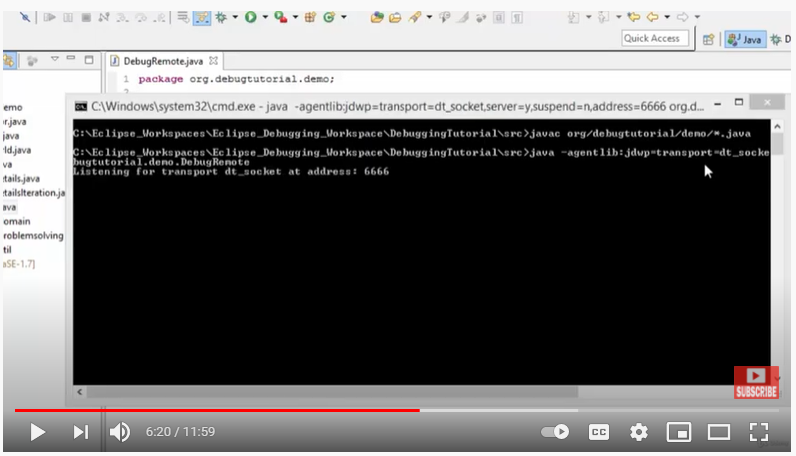 Quick Access
Java
D
DebugRemote.java
1 package org.debugtutorial.demo;
2
emo
r.java
java
ld.java
va
tails.java
tailsIteration.ja
ava
omain
roblemsolving
til
aSE-1.7]
C:\Windows\system32\cmd.exe - java -agentlib:jdwp=transport=dt_socket,server=y,suspend=n,address=6666 org.d...
C:\Eclipse_Workspaces\Eclipse_Debugging_Workspace\DebuggingTutorial\src>javac org/debugtutorial/demo/*.java
C:\Eclipse_Workspaces\Eclipse_Debugging_Workspace\DebuggingTutorial\src>java -agentlib:jdwp=transport=dt_socke
bugtutorial.demo.DebugRemote
Listening for transport dt_socket at address: 6666
SUBSCRIBE
6:20 / 11:59
CC